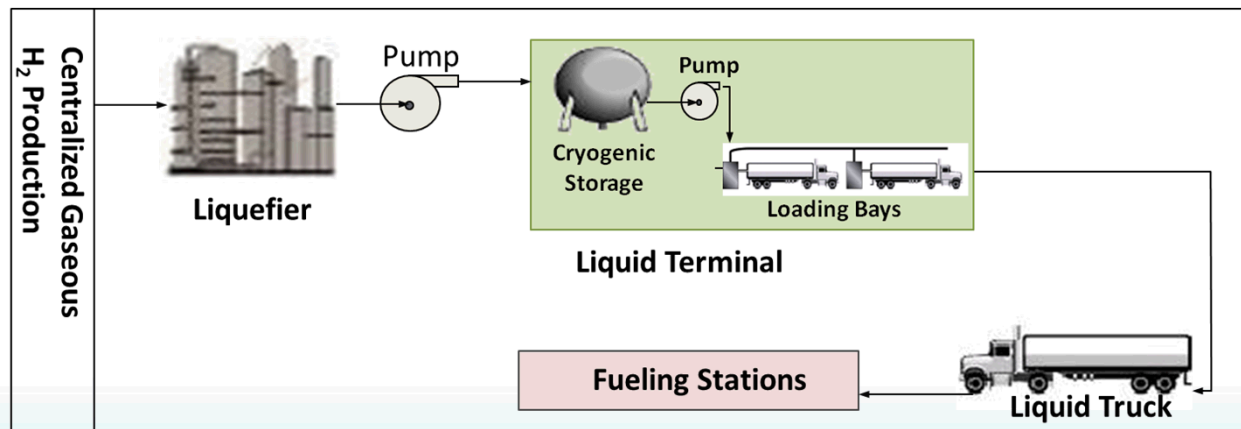 Centralized Gaseous
H₂ Production
Liquefier
Pump
Cryogenic
Storage
Pump
Loading Bays
Liquid Terminal
Fueling Stations
Liquid Truck